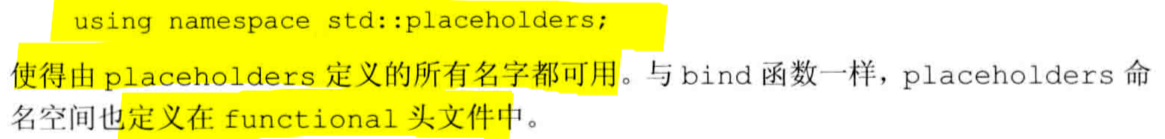 using namespace std::placeholders;
使得由 placeholders 定义的所有名字都可用。与 bind 函数一样，placeholders 命
名空间也定义在 functional 头文件中。